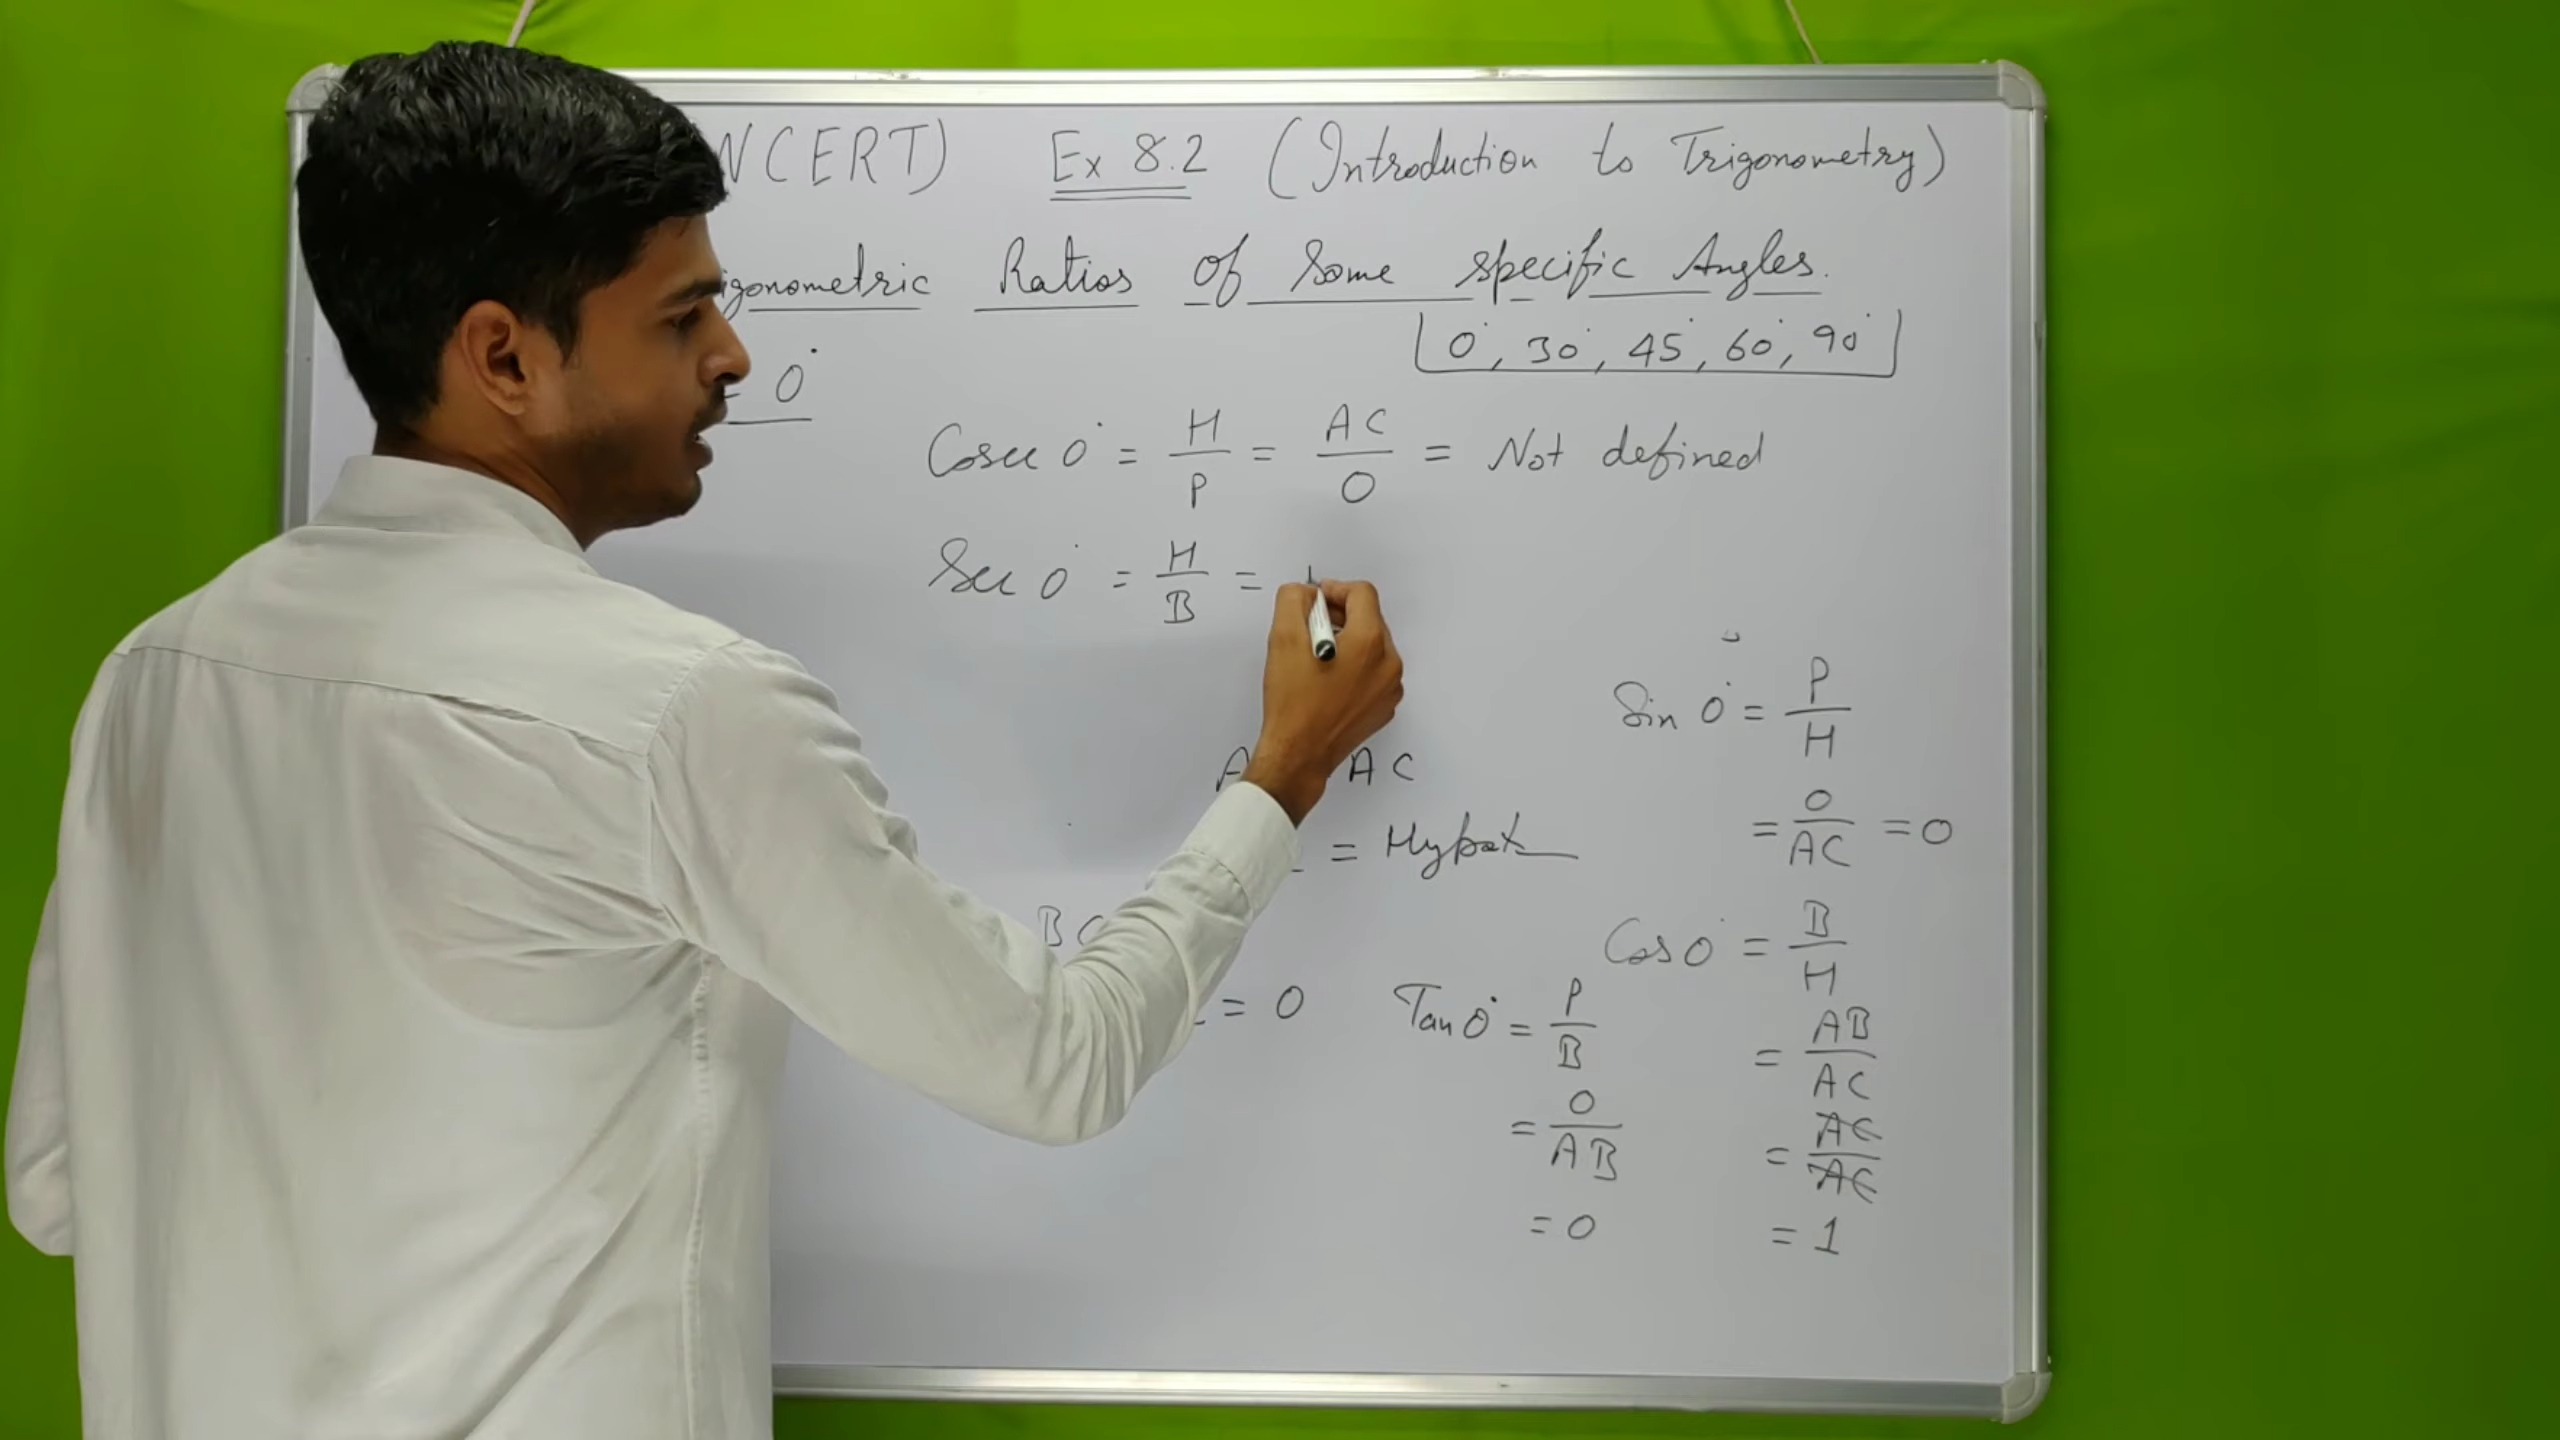 NCERT) Ex 8.2 (Introduction to Trigonometry)
igonometric Ratios Of Some specific Angles.
0°, 30°, 45°, 60°, 90°
= 0°
Cosec 0° = H/P = AC/0 = Not defined
Sec 0° = H/B =
Sin 0° = P/H
= 0/AC = 0
AC
=
BC
= 0
Cos 0° = B/H
= AB/AC
= AC/AC
= 1
Tan 0° = P/B
= 0/AB
= 0